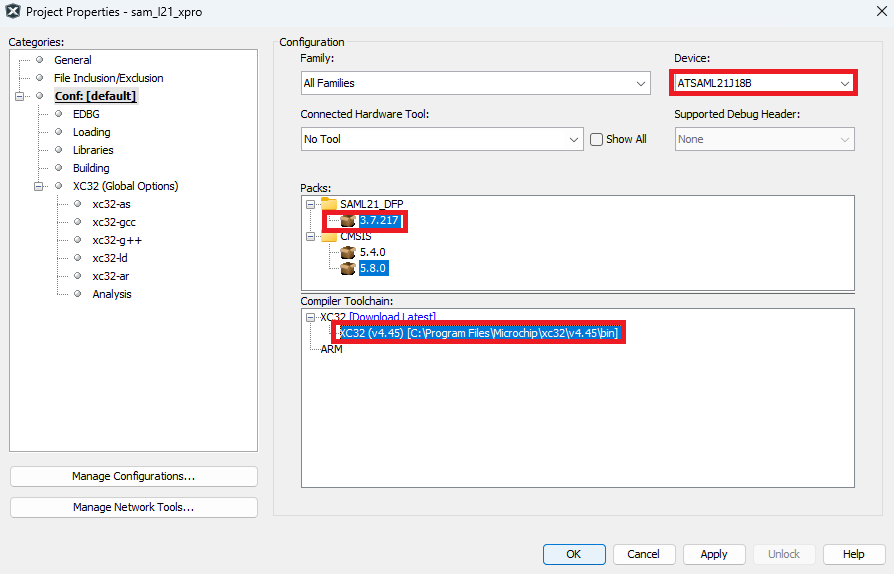 Project Properties - sam_l21_xpro
Categories:
General
File Inclusion/Exclusion
Conf: [default]
EDBG
Loading
Libraries
Building
XC32 (Global Options)
xc32-as
xc32-gcc
xc32-g++
xc32-ld
xc32-ar
Analysis
Manage Configurations...
Manage Network Tools...
Configuration
Family:
Device:
All Families
ATSAML21J18B
Connected Hardware Tool:
Supported Debug Header:
No Tool
Show All
None
Packs:
SAML21_DFP
3.7.217
CMSIS
5.4.0
5.8.0
Compiler Toolchain:
XC32 [Download Latest]
XC32 (v4.45) [C:\Program Files\Microchip\xc32\v4.45\bin]
ARM
OK
Cancel
Apply
Unlock
Help